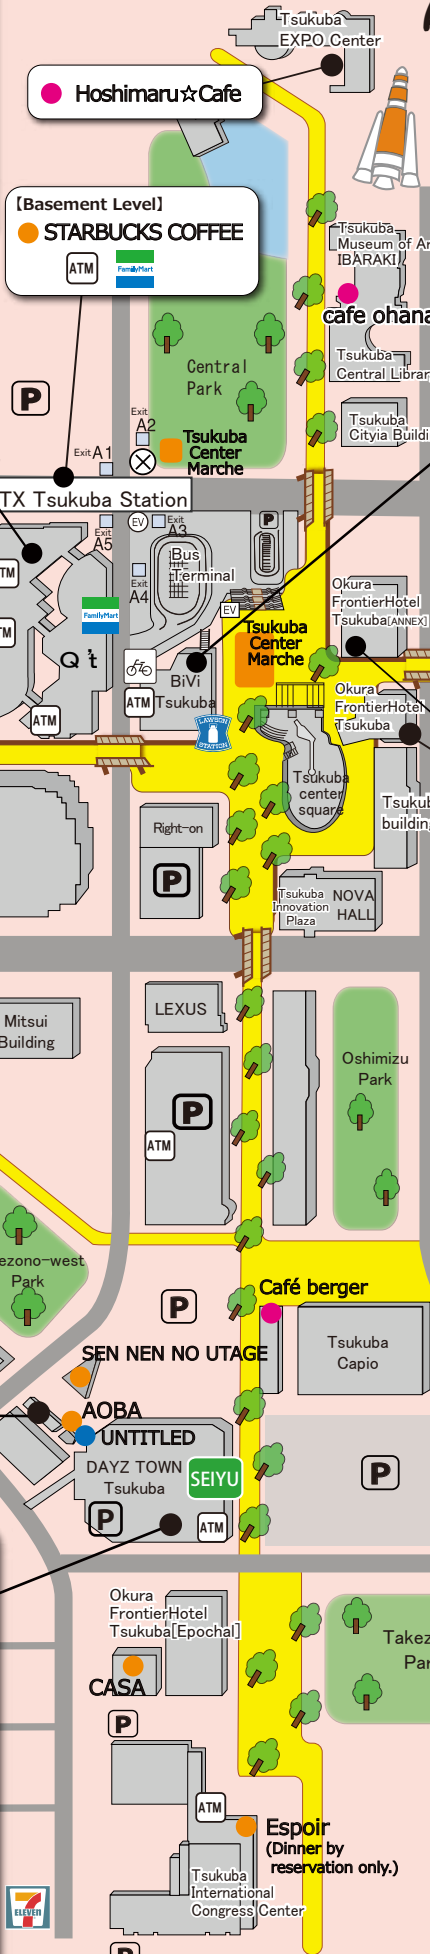 Tsukuba
EXPO Center
Hoshimaru☆Cafe
【Basement Level】
STARBUCKS COFFEE
ATM
FamilyMart
Tsukuba
Museum of Ar
IBARAKI
cafe ohana
Tsukuba
Central Librar
Central
Park
P
Exit
A2
Tsukuba
Center
Marche
Tsukuba
Cityia Buildi
Exit A1
TX Tsukuba Station
P
A5
Exit
EV
Exit
A3
Bus
Terminal
Exit
A4
TM
EV
Okura
FrontierHotel
Tsukuba[ANNEX]
FamilyMart
Tsukuba
Center
Marche
TM
Q't
BiVi
Tsukuba
ATM
ATM
LAWSON
STATION
Okura
FrontierHotel
Tsukuba
Tsukuba
center
square
Tsukub
building
Right-on
P
Tsukuba
Innovation
Plaza
NOVA
HALL
LEXUS
Mitsui
Building
Oshimizu
Park
P
ATM
ezono-west
Park
Café berger
P
Tsukuba
Capio
SEN NEN NO UTAGE
AOBA
UNTITLED
DAYZ TOWN
Tsukuba
SEIYU
P
P
ATM
Okura
FrontierHotel
Tsukuba[Epochal]
Takez
Par
CASA
P
ATM
Espoir
(Dinner by
reservation only.)
Tsukuba
International
Congress Center
7
ELEVEN
P